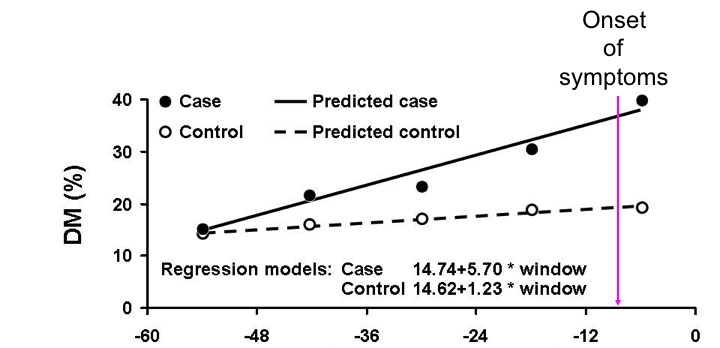 Onset
of
symptoms
40
Case
Predicted case
Control
Predicted control
30
20
10
0
DM (%)
Regression models: Case 14.74+5.70 * window
Control 14.62+1.23 * window
-60 -48 -36 -24 -12 0